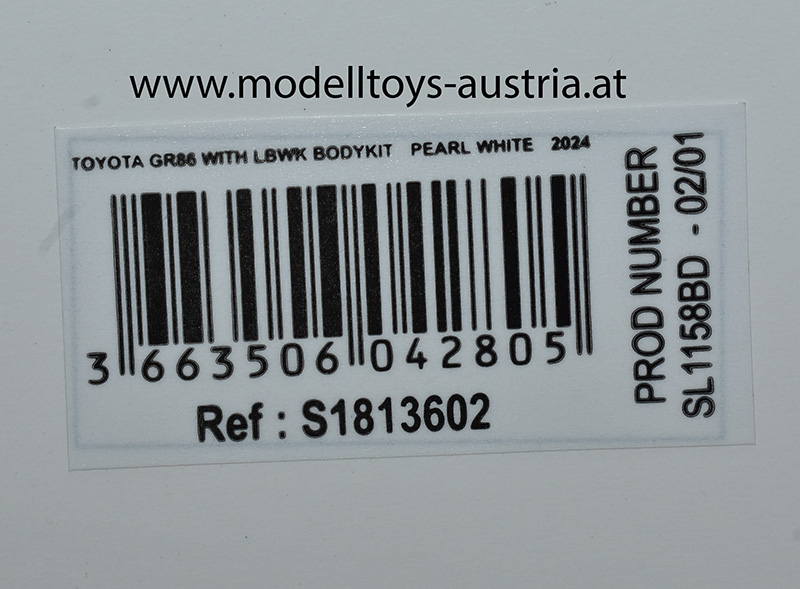 www.modelltoys-austria.at
TOYOTA GR86 WITH LBWK BODYKIT PEARL WHITE 2024
3 663506 042805
Ref : S1813602
PROD NUMBER
SL1158BD - 02/01